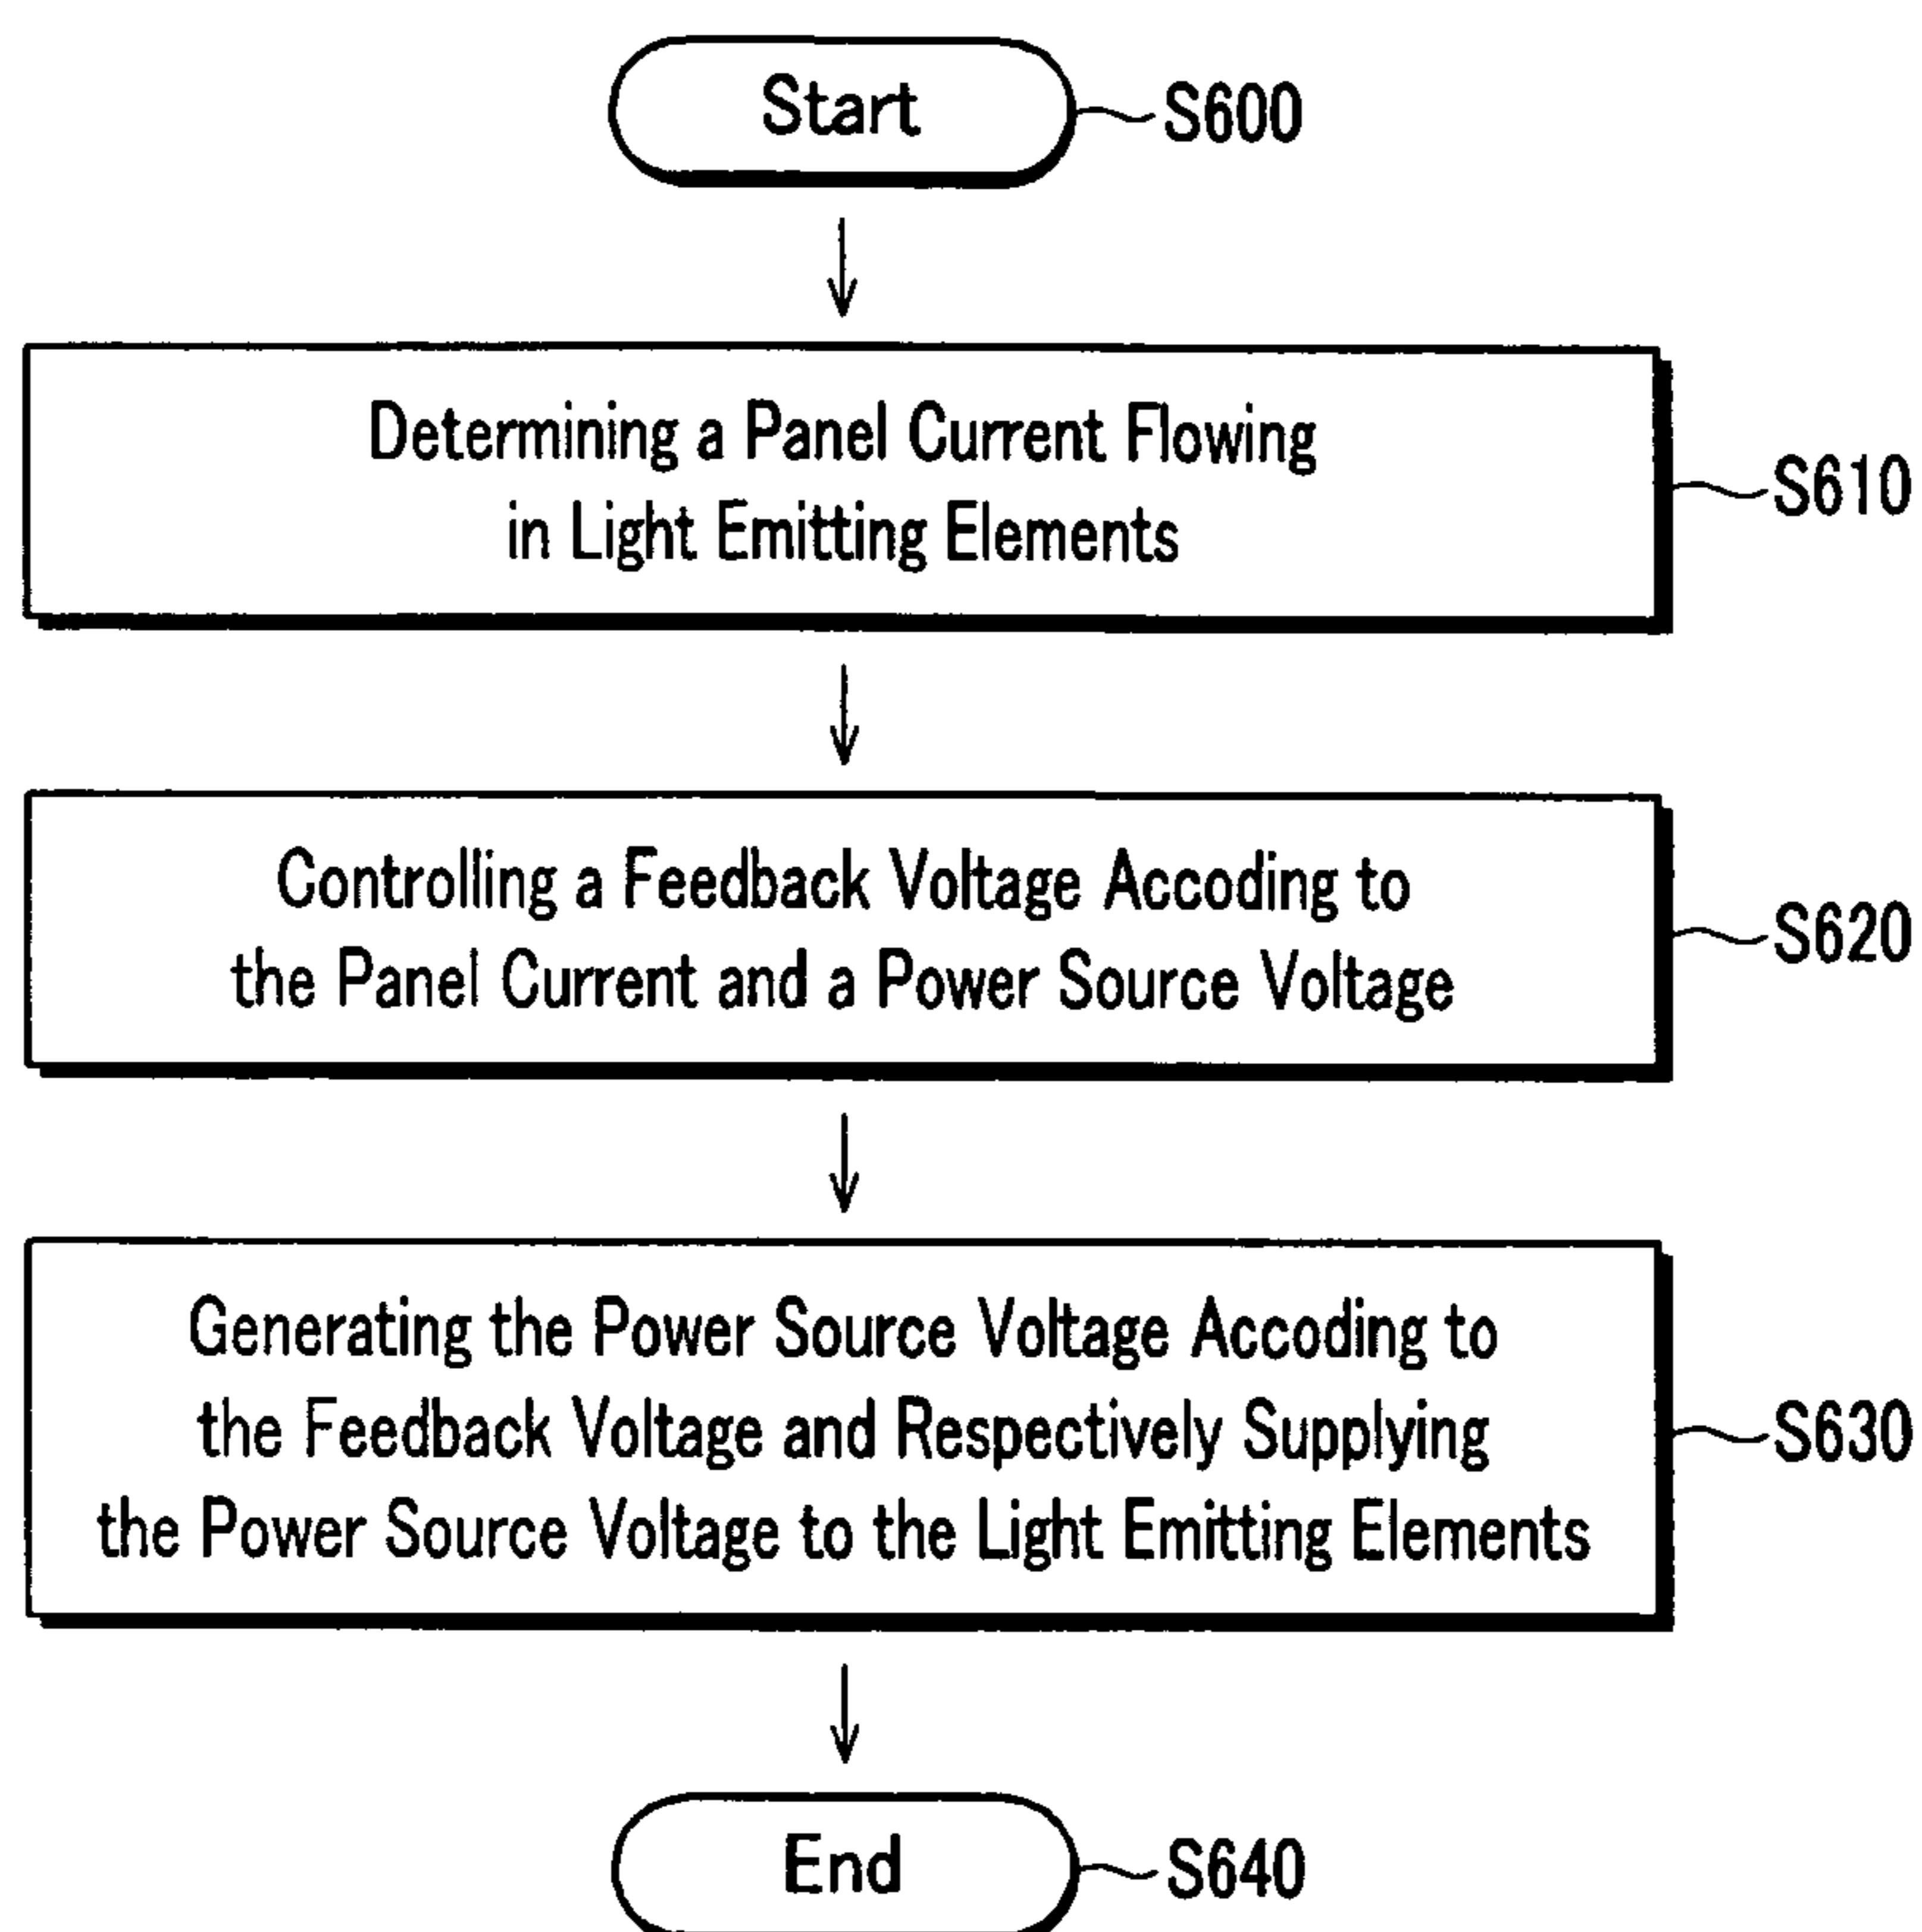 Start
S600
Determining a Panel Current Flowing
in Light Emitting Elements
S610
Controlling a Feedback Voltage Accoding to
the Panel Current and a Power Source Voltage
S620
Generating the Power Source Voltage Accoding to
the Feedback Voltage and Respectively Supplying
the Power Source Voltage to the Light Emitting Elements
S630
End
S640